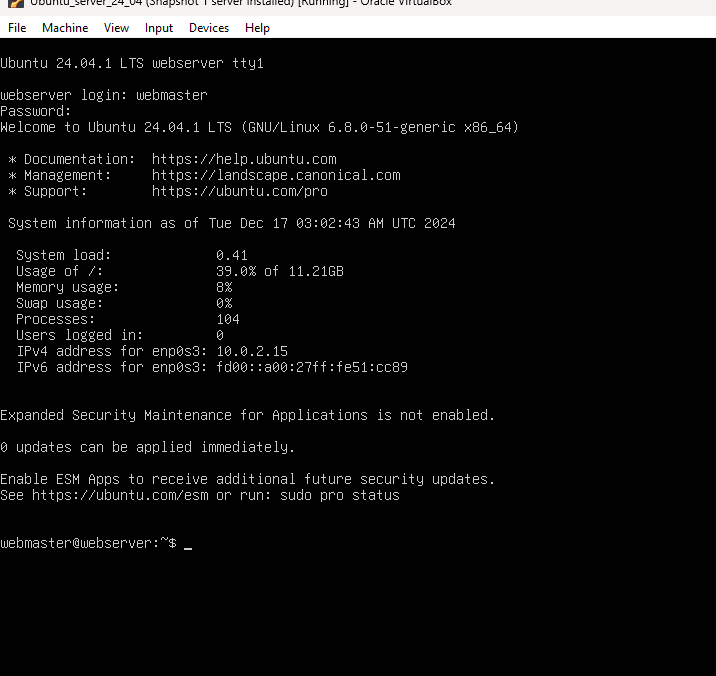 Ubuntu_server_24_04 (Snapshot 1 server installed) [Running] - Oracle VirtualBox
File Machine View Input Devices Help
Ubuntu 24.04.1 LTS webserver tty1
webserver login: webmaster
Password:
Welcome to Ubuntu 24.04.1 LTS (GNU/Linux 6.8.0-51-generic x86_64)
* Documentation: https://help.ubuntu.com
* Management: https://landscape.canonical.com
* Support: https://ubuntu.com/pro
System information as of Tue Dec 17 03:02:43 AM UTC 2024
System load: 0.41
Usage of /: 39.0% of 11.21GB
Memory usage: 8%
Swap usage: 0%
Processes: 104
Users logged in: 0
IPv4 address for enp0s3: 10.0.2.15
IPv6 address for enp0s3: fd00::a00:27ff:fe51:cc89
Expanded Security Maintenance for Applications is not enabled.
0 updates can be applied immediately.
Enable ESM Apps to receive additional future security updates.
See https://ubuntu.com/esm or run: sudo pro status
webmaster@webserver:~$ _